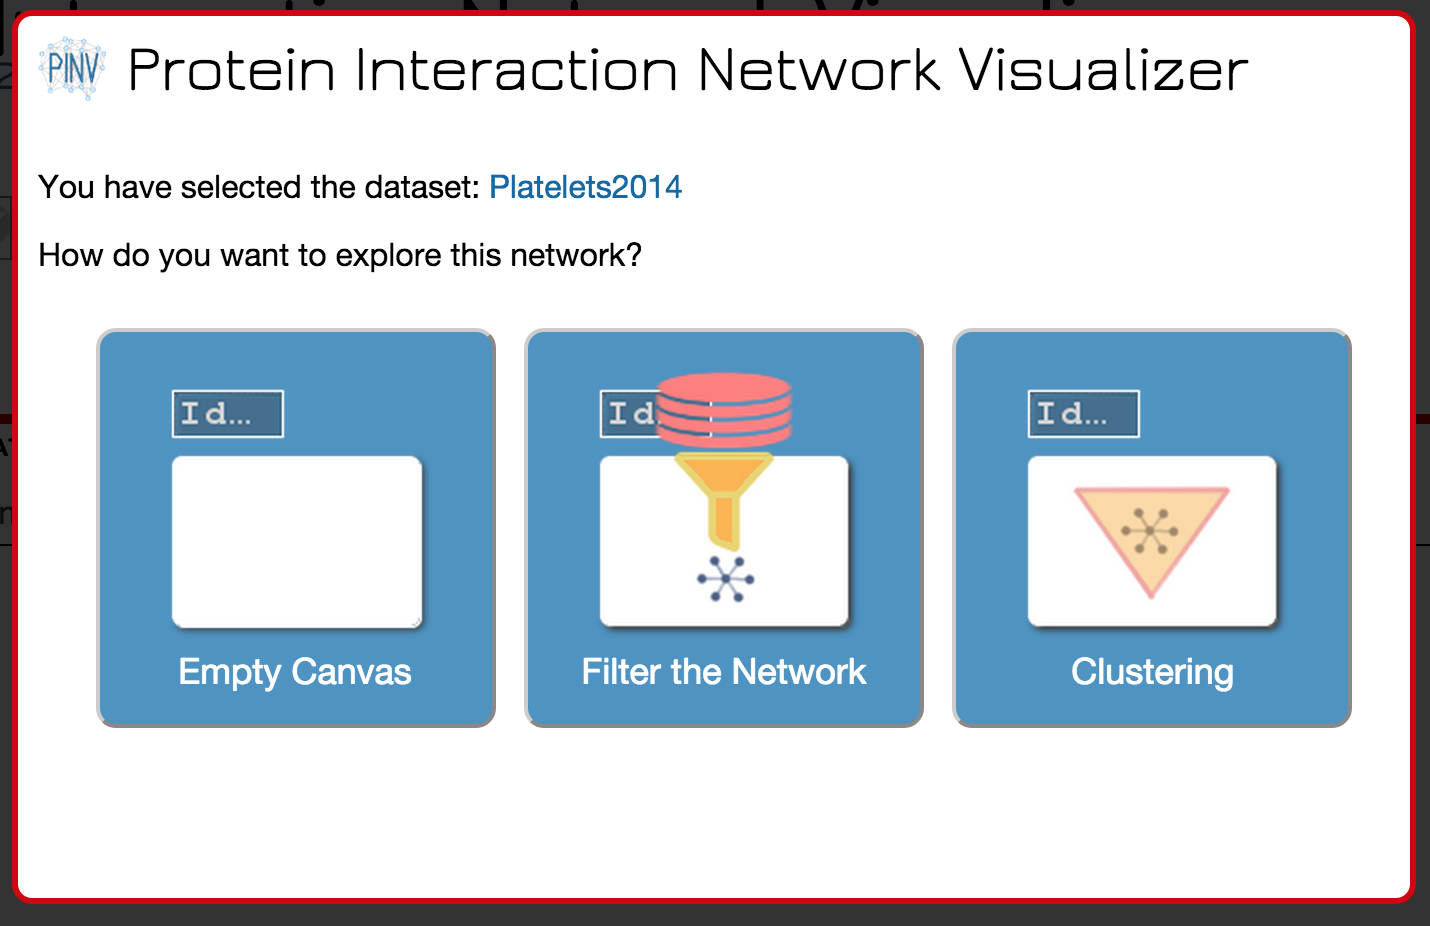 PINV Protein Interaction Network Visualizer
You have selected the dataset: Platelets2014
How do you want to explore this network?
Id...
Id
Id...
Empty Canvas
Filter the Network
Clustering